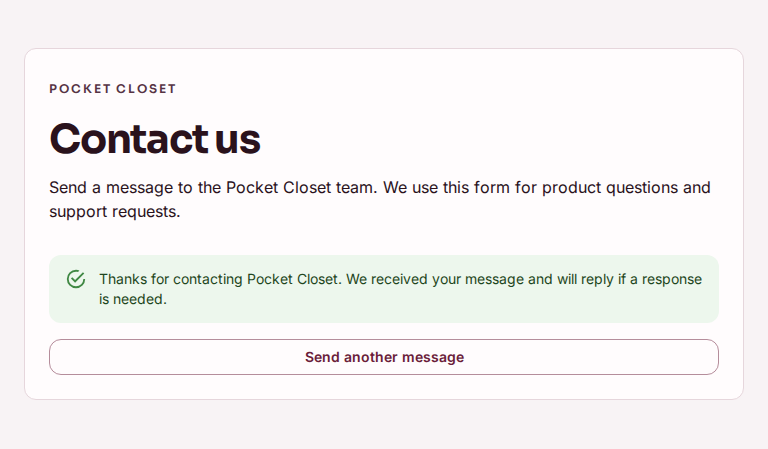 POCKET CLOSET
Contact us
Send a message to the Pocket Closet team. We use this form for product questions and
support requests.
Thanks for contacting Pocket Closet. We received your message and will reply if a response
is needed.
Send another message